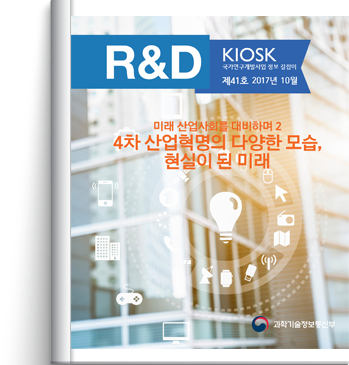 R&D
KIOSK
국가연구개발사업 정보 길잡이
제41호 2017년 10월
미래 산업사회를 대비하며 2
4차 산업혁명의 다양한 모습,
현실이 된 미래
과학기술정보통신부